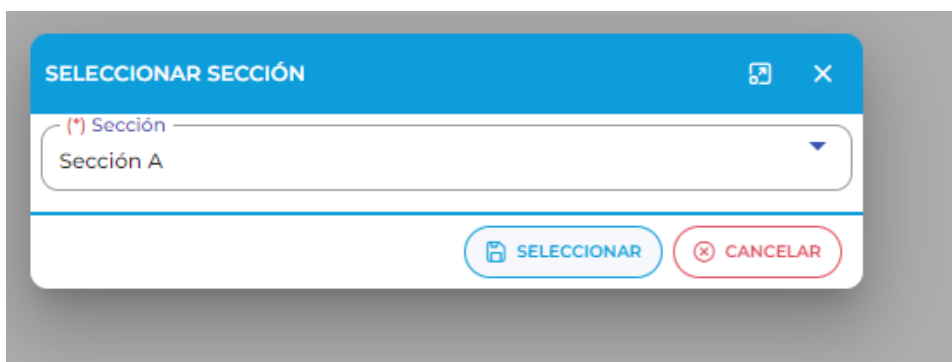 SELECCIONAR SECCIÓN
(*) Sección
Sección A
SELECCIONAR CANCELAR